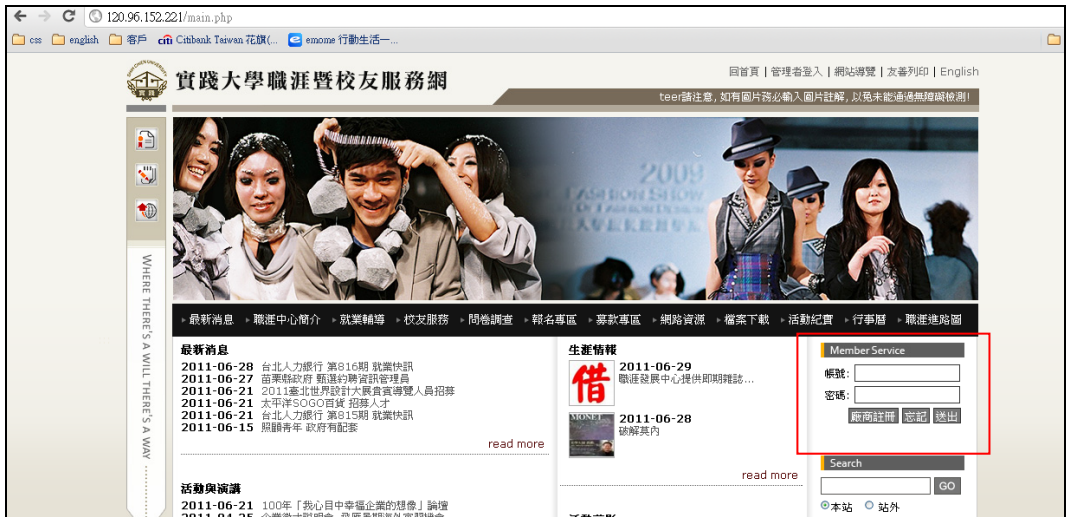 120.96.152.221/main.php
css english 客戶 citi Citibank Taiwan 花旗(... emome 行動生活一...
實踐大學職涯暨校友服務網
回首頁 | 管理者登入 | 網站導覽 | 友善列印 | English
teer請注意, 如有圖片務必輸入圖片註解, 以免未能通過無障礙檢測!
WHERE THERE'S A WILL THERE'S A WAY
2009
FASHION SHOW
▸最新消息 ▸職涯中心簡介 ▸就業輔導 ▸校友服務 ▸問卷調查 ▸報名專區 ▸募款專區 ▸網路資源 ▸檔案下載 ▸活動紀實 ▸行事曆 ▸職涯進路圖
最新消息
2011-06-28 台北人力銀行 第816期 就業快訊
2011-06-27 苗栗縣政府 甄選約聘資訊管理員
2011-06-21 2011臺北世界設計大展貴賓導覽人員招募
2011-06-21 太平洋SOGO百貨 招募人才
2011-06-21 台北人力銀行 第815期 就業快訊
2011-06-15 照顧青年 政府有配套
read more
活動與演講
2011-06-21 100年「我心目中幸福企業的想像」論壇
生涯情報
借
2011-06-29
職涯發展中心提供即期雜誌...
MONET
2011-06-28
破解莫內
read more
Member Service
帳號:
密碼:
廠商註冊 忘記 送出
Search
GO
本站 站外